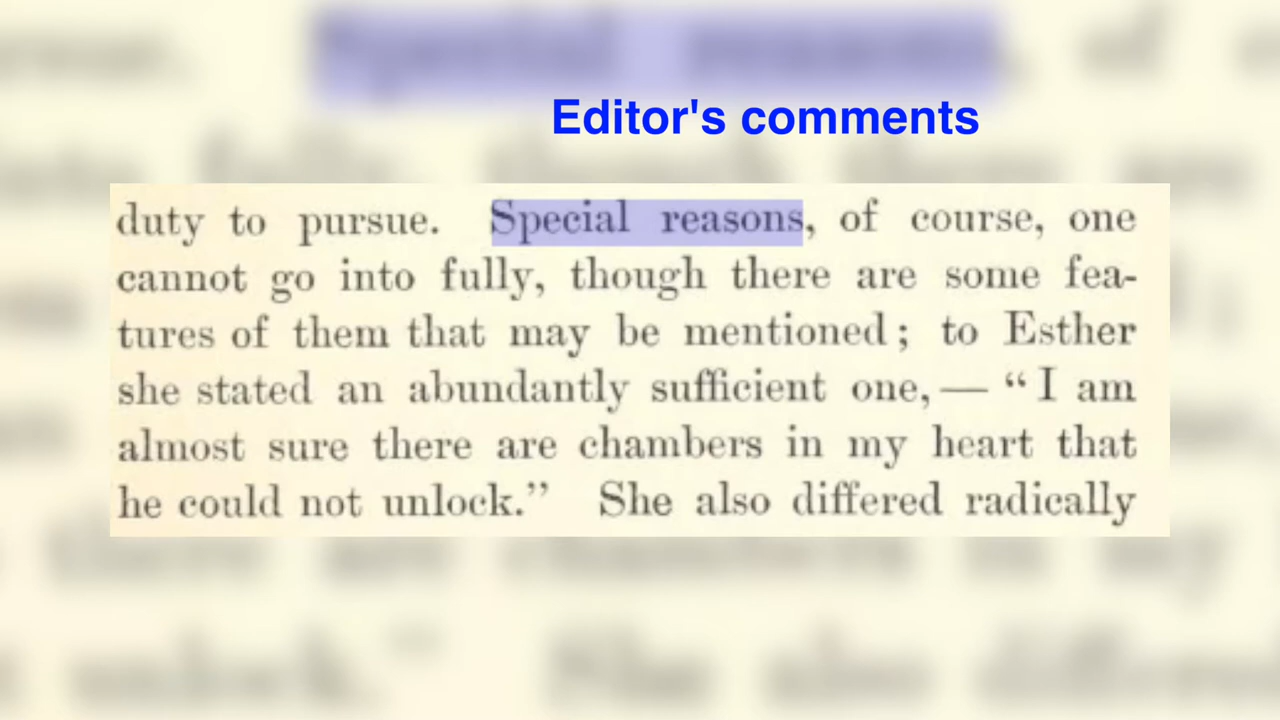 Editor's comments
duty to pursue. Special reasons, of course, one
cannot go into fully, though there are some fea-
tures of them that may be mentioned; to Esther
she stated an abundantly sufficient one,— “I am
almost sure there are chambers in my heart that
he could not unlock.” She also differed radically